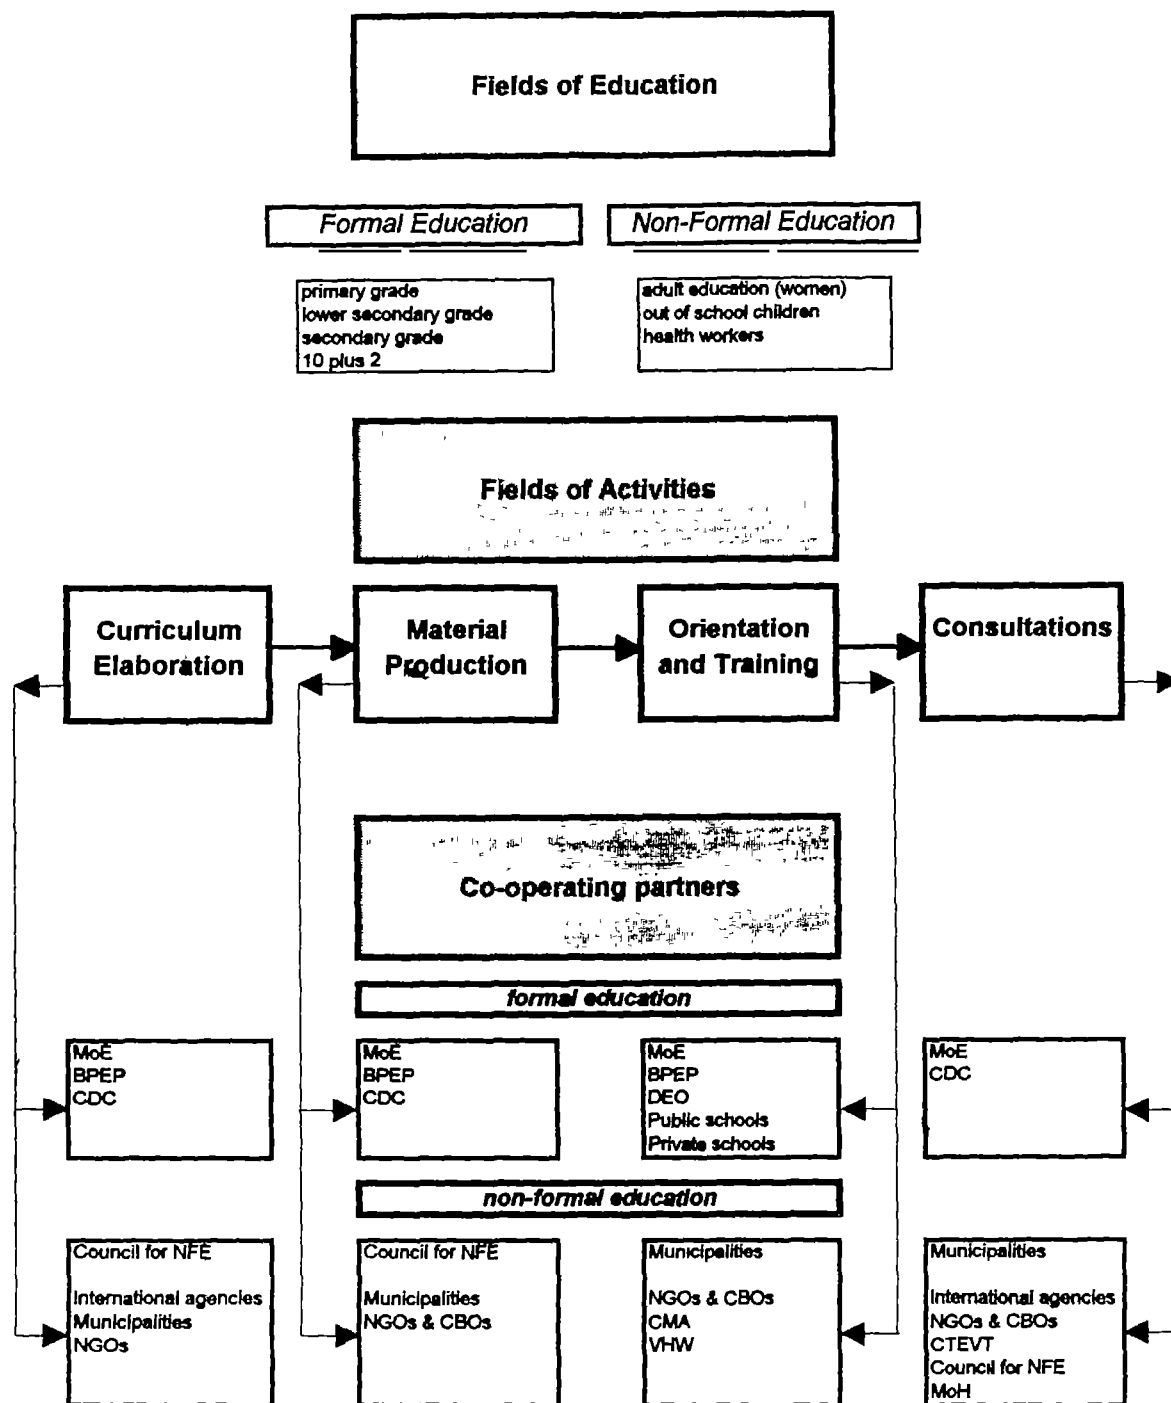 Fields of Education
Formal Education
Non-Formal Education
primary grade
lower secondary grade
secondary grade
10 plus 2
adult education (women)
out of school children
health workers
Fields of Activities
Curriculum
Elaboration
Material
Production
Orientation
and Training
Consultations
Co-operating partners
formal education
MoE
BPEP
CDC
MoE
BPEP
CDC
MoE
BPEP
DEO
Public schools
Private schools
MoE
CDC
non-formal education
Council for NFE
International agencies
Municipalities
NGOs
Council for NFE
Municipalities
NGOs & CBOs
Municipalities
NGOs & CBOs
CMA
VHW
Municipalities
International agencies
NGOs & CBOs
CTEVT
Council for NFE
MoH